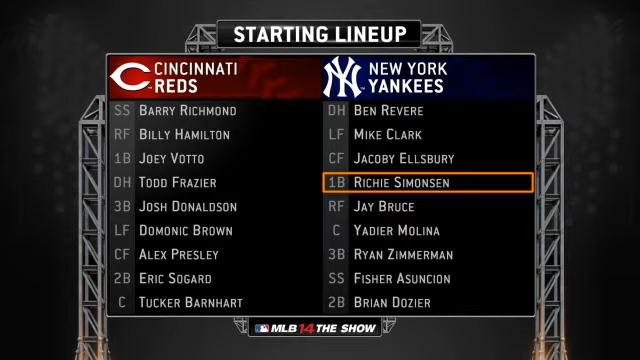 STARTING LINEUP
CINCINNATI
REDS
SS BARRY RICHMOND
RF BILLY HAMILTON
1B JOEY VOTTO
DH TODD FRAZIER
3B JOSH DONALDSON
LF DOMONIC BROWN
CF ALEX PRESLEY
2B ERIC SOGARD
C TUCKER BARNHART
NEW YORK
YANKEES
DH BEN REVERE
LF MIKE CLARK
CF JACOBY ELLSBURY
1B RICHIE SIMONSEN
RF JAY BRUCE
C YADIER MOLINA
3B RYAN ZIMMERMAN
SS FISHER ASUNCION
2B BRIAN DOZIER
MLB 14 THE SHOW